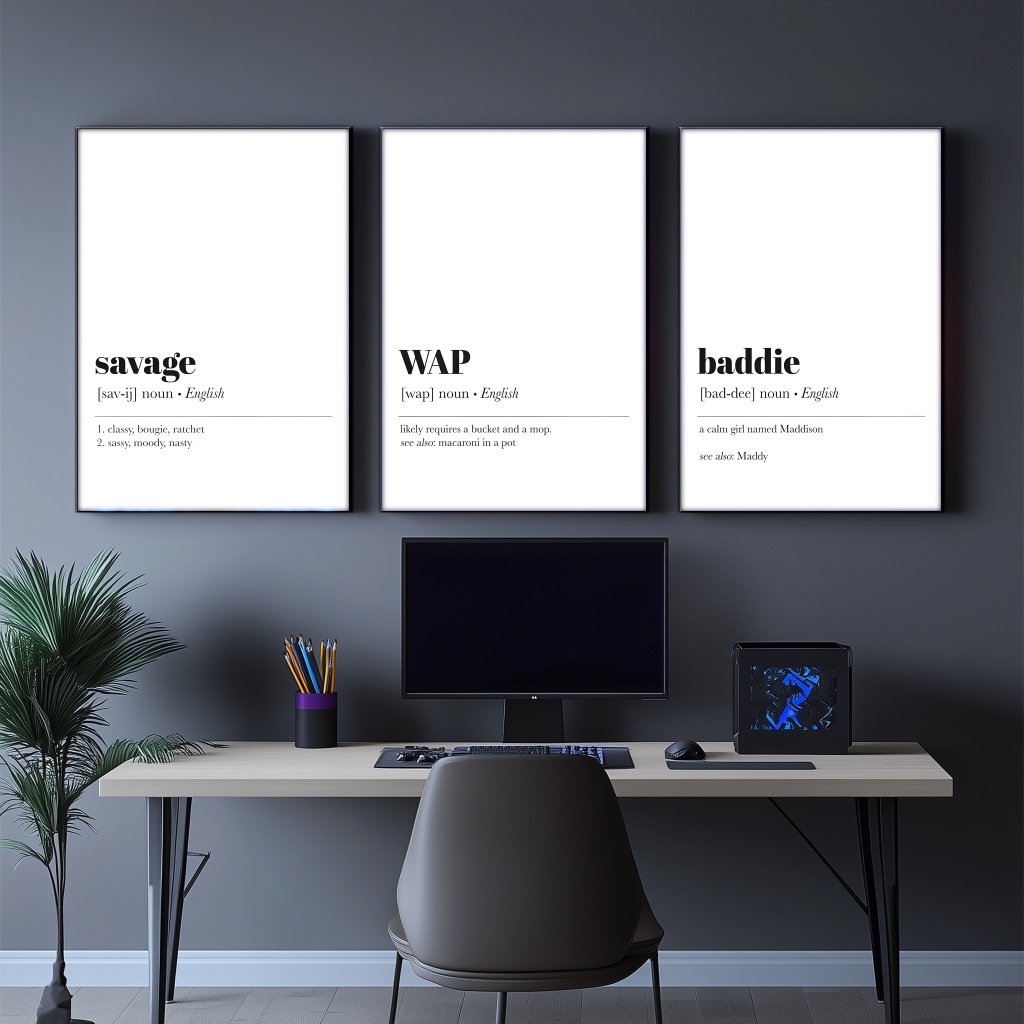 savage
[sav-ij] noun • English
1. classy, bougie, ratchet
2. sassy, moody, nasty
WAP
[wap] noun • English
likely requires a bucket and a mop.
see also: macaroni in a pot
baddie
[bad-dee] noun • English
a calm girl named Maddison
see also: Maddy